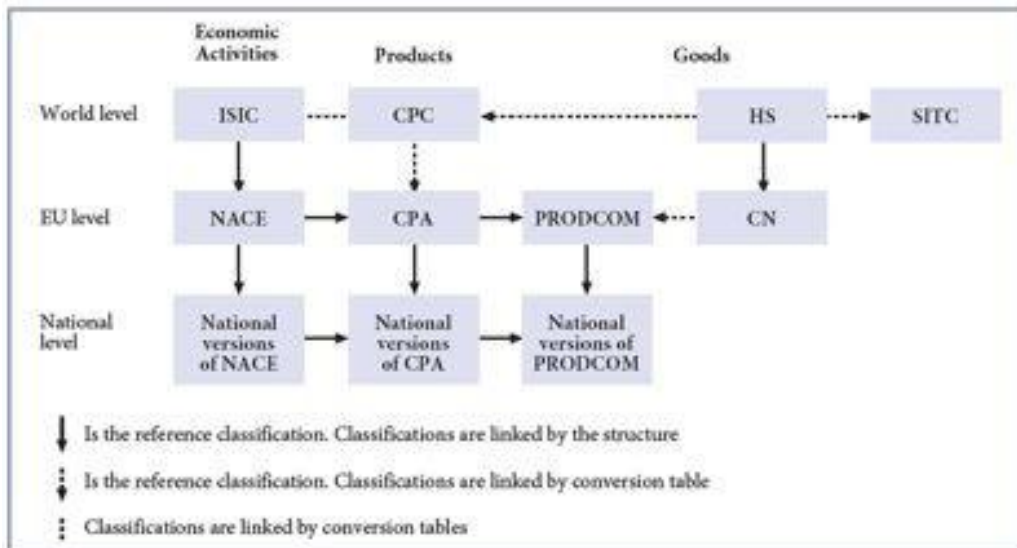 Economic
Activities
Products
Goods
World level
ISIC
CPC
HS
SITC
EU level
NACE
CPA
PRODCOM
CN
National
level
National
versions
of NACE
National
versions
of CPA
National
versions of
PRODCOM
Is the reference classification. Classifications are linked by the structure
Is the reference classification. Classifications are linked by conversion table
Classifications are linked by conversion tables